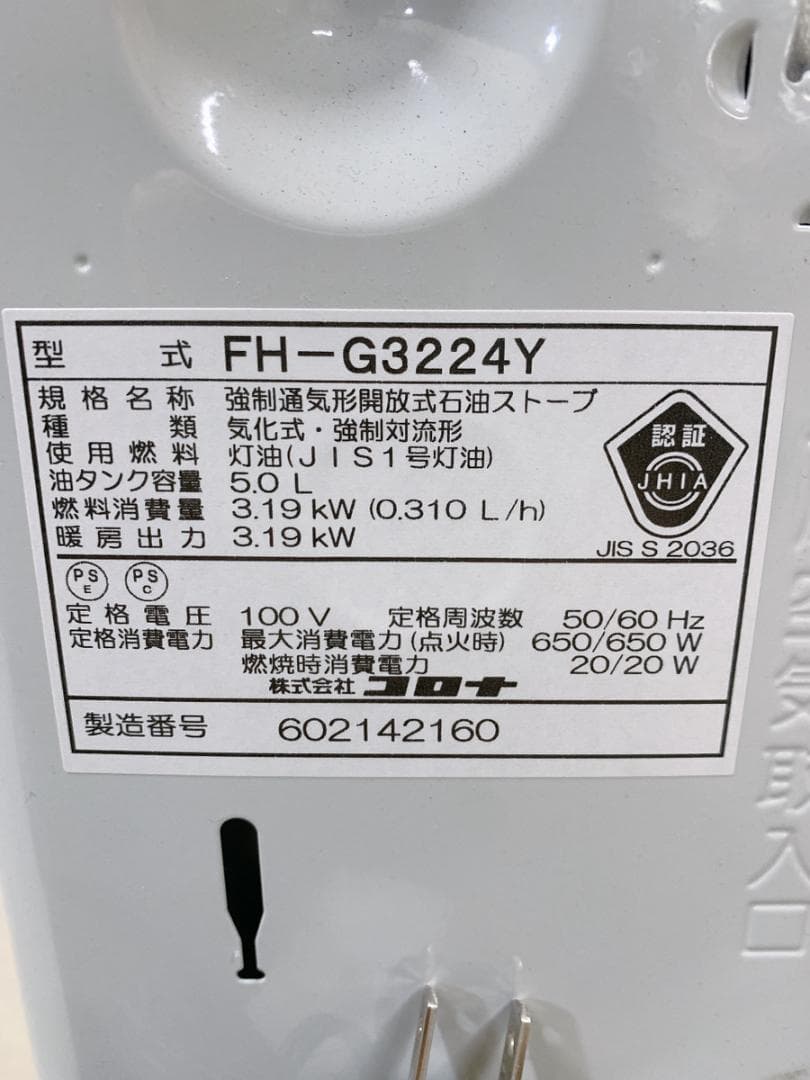 型 式 FH-G3224Y
規格名称 強制通気形開放式石油ストーブ
種 類 気化式・強制対流形
使用燃料 灯油(JIS1号灯油)
油タンク容量 5.0 L
燃料消費量 3.19 kW (0.310 L/h)
暖房出力 3.19 kW
認証
JHIA
JIS S 2036
PS E PS C
定格電圧 100 V 定格周波数 50/60 Hz
定格消費電力 最大消費電力(点火時) 650/650 W
燃焼時消費電力 20/20 W
株式会社 コロナ
製造番号 602142160
気取入口